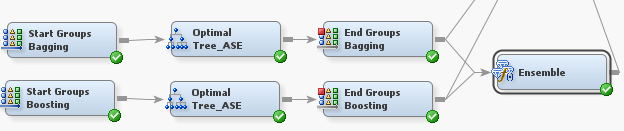 Start Groups
Bagging
Optimal
Tree_ASE
End Groups
Bagging
Start Groups
Boosting
Optimal
Tree_ASE
End Groups
Boosting
Ensemble